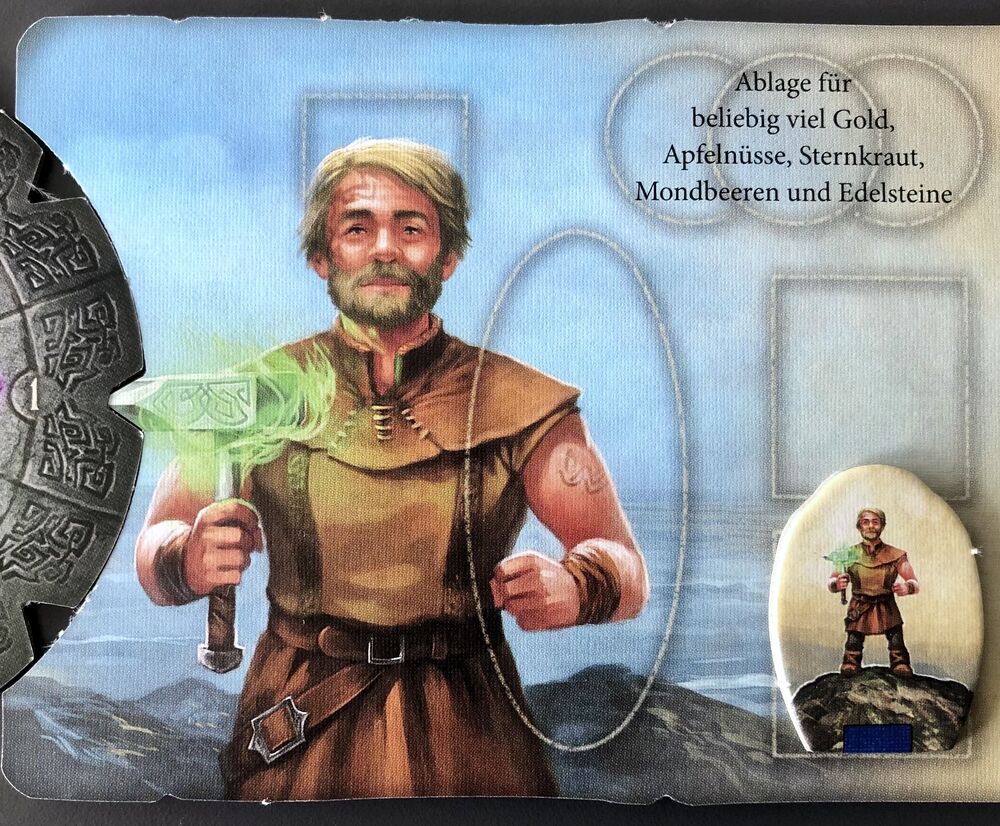 Ablage für
beliebig viel Gold,
Apfelnüsse, Sternkraut,
Mondbeeren und Edelsteine
1